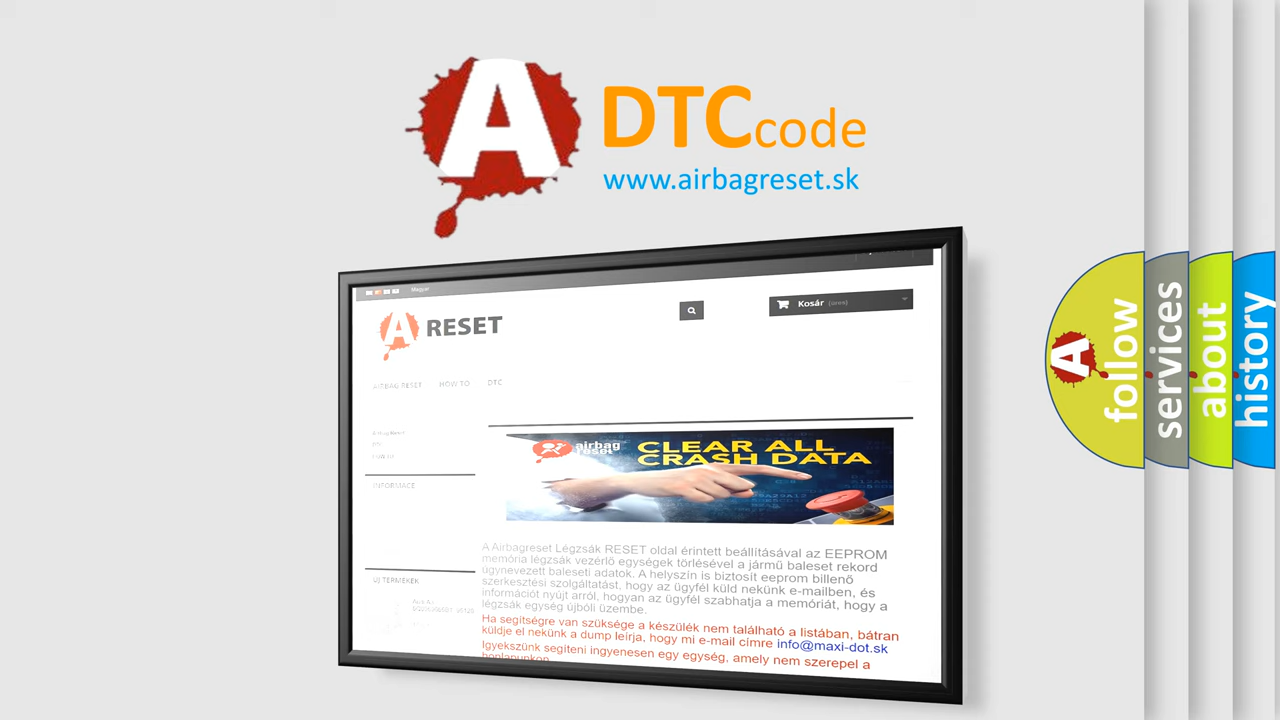 A
DTCcode
www.airbagreset.sk
Magyar
A RESET
Kosár (üres)
AIRBAG RESET HOW TO DTC
INFORMACE
airbag
reset
CLEAR ALL
CRASH DATA
A Airbagreset Légzsák RESET oldal érintett beállításával az EEPROM
memória légzsák vezérlő egységek törlésével a jármű baleset rekord
úgynevezett baleseti adatok. A helyszín is biztosít eeprom billenő
szerkesztési szolgáltatást, hogy az ügyfél küld nekünk e-mailben, és
információt nyújt arról, hogyan az ügyfél szabhatja a memóriát, hogy a
légzsák egység újbóli üzembe.
Ha segítségre van szüksége a készülék nem található a listában, bátran
küldje el nekünk a dump leírja, hogy mi e-mail címre info@maxi-dot.sk
Igyekszünk segíteni ingyenesen egy egység, amely nem szerepel a
honlapunkon
ÚJ TERMÉKEK
A
follow
services
about
history